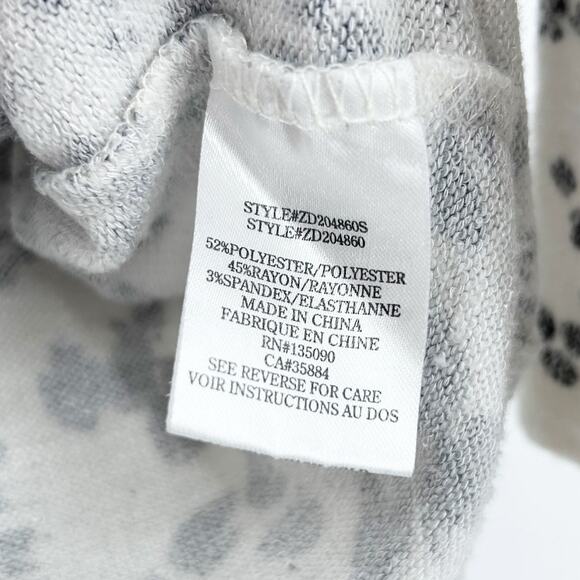 STYLE#ZD204860S
STYLE#ZD204860
52%POLYESTER/POLYESTER
45%RAYON/RAYONNE
3%SPANDEX/ELASTHANNE
MADE IN CHINA
FABRIQUE EN CHINE
RN#135090
CA#35884
SEE REVERSE FOR CARE
VOIR INSTRUCTIONS AU DOS